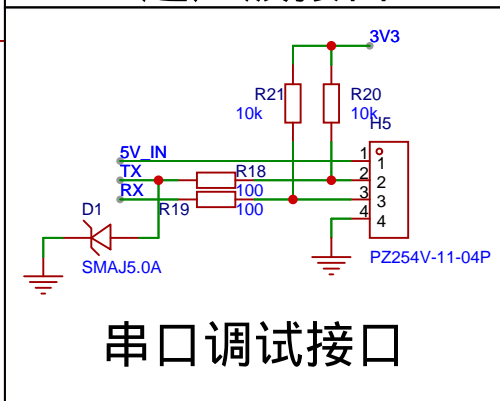 3V3
R21
R20
10k
10k
H5
5V_IN
1
1
TX
R18
2
2
RX
100
3
3
R19
100
4
4
D1
SMAJ5.0A
PZ254V-11-04P
串口调试接口